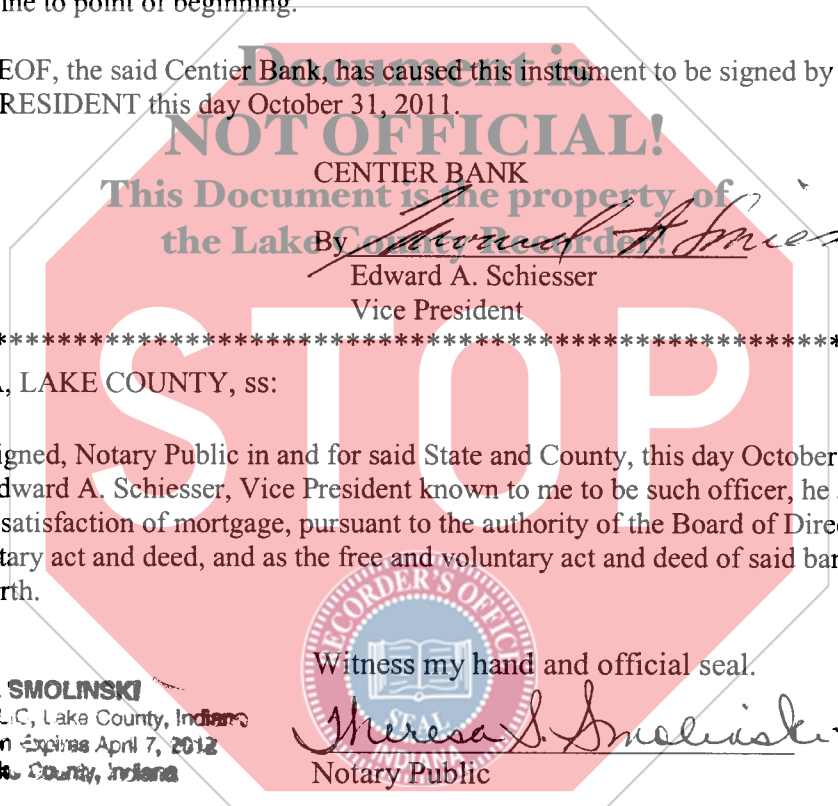 ine to point of beginning.
EOF, the said Centier Bank, has caused this instrument to be signed by
RESIDENT this day October 31, 2011.
Document is
NOT OFFICIAL!
This Document is the property of
the Lake County Recorder!
CENTIER BANK
By
Edward A. Schiesser
Vice President
STOP
A, LAKE COUNTY, ss:
igned, Notary Public in and for said State and County, this day October
dward A. Schiesser, Vice President known to me to be such officer, he
satisfaction of mortgage, pursuant to the authority of the Board of Dire
tary act and deed, and as the free and voluntary act and deed of said ba
rth.
RECORDER'S OFFICE
SEAL
INDIANA
Witness my hand and official seal.
Theresa S. Smolinski
Notary Public
SMOLINSKI
LIC, Lake County, Indiana
n Expires April 7, 2012
k County, Indiana